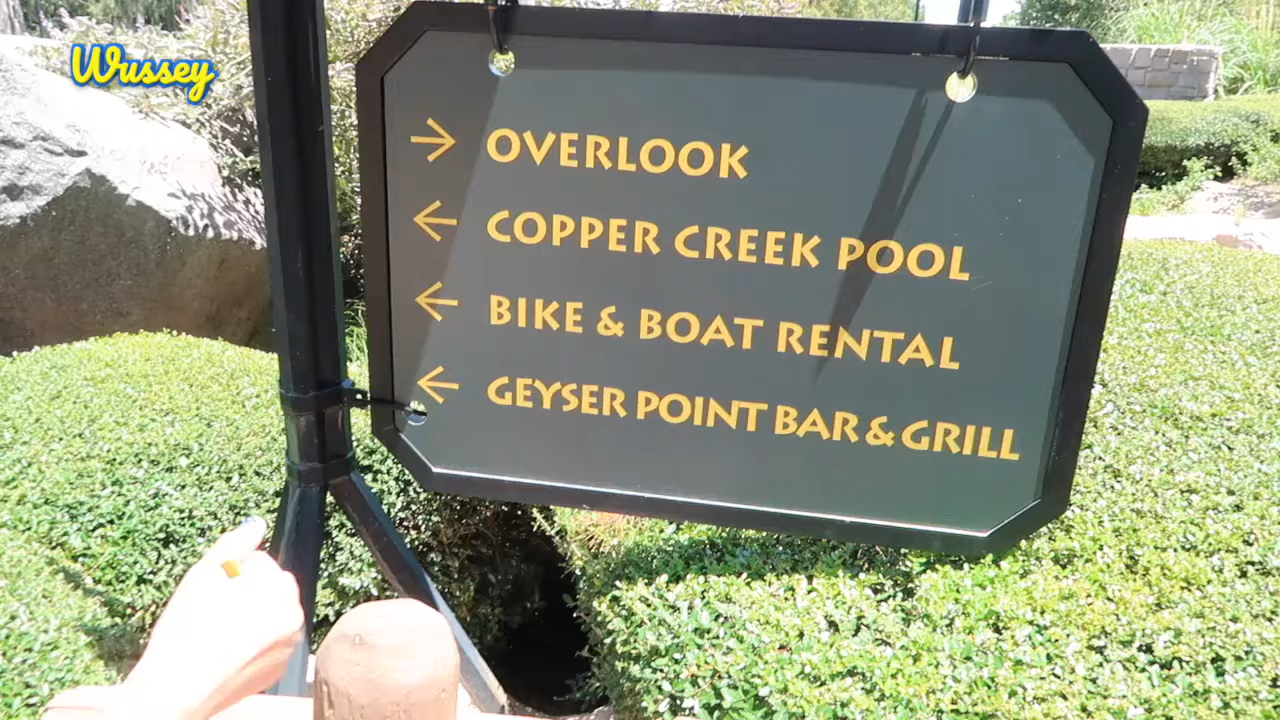 Wussey
→ OVERLOOK
← COPPER CREEK POOL
← BIKE & BOAT RENTAL
← GEYSER POINT BAR & GRILL